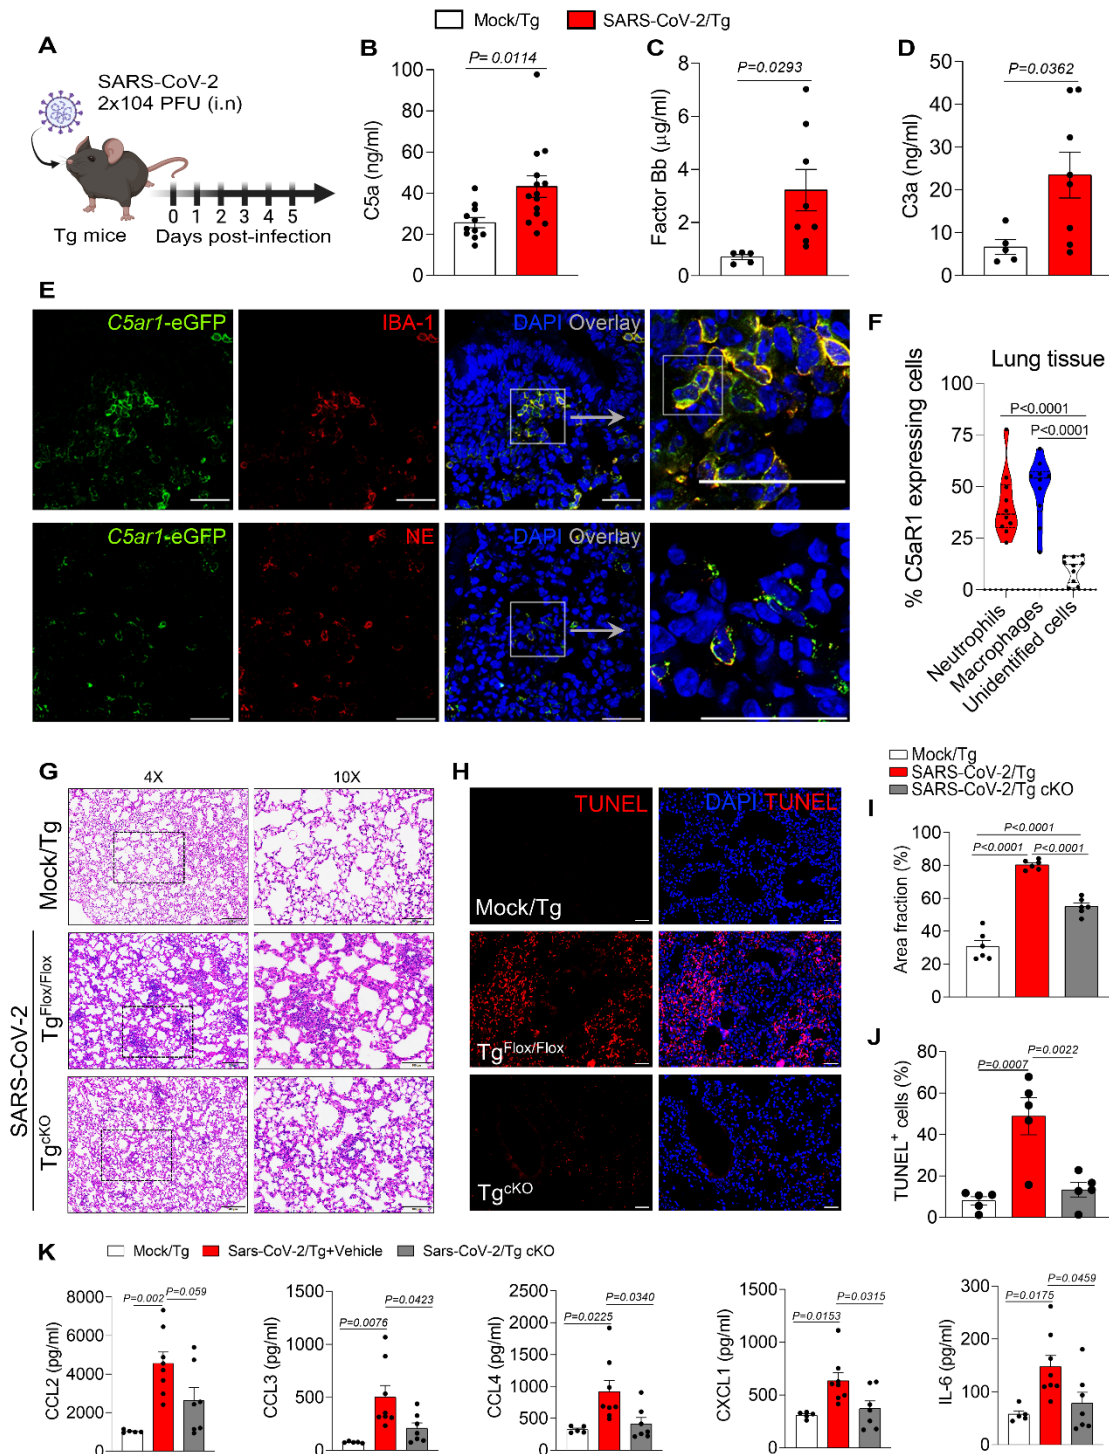 Mock/Tg SARS-CoV-2/Tg
A
SARS-CoV-2
2x104 PFU (i.n)
Tg mice
0 1 2 3 4 5
Days post-infection
B
P= 0.0114
C5a (ng/ml)
100
80
60
40
20
0
C
P=0.0293
Factor Bb (μg/ml)
8
6
4
2
0
D
P=0.0362
C3a (ng/ml)
50
40
30
20
10
0
E
C5ar1-eGFP IBA-1 DAPI Overlay
C5ar1-eGFP NE DAPI Overlay
F
Lung tissue
% C5aR1 expressing cells
100
75
50
25
0
P<0.0001
P<0.0001
Neutrophils
Macrophages
Unidentified cells
G
4X 10X
Mock/Tg
SARS-CoV-2
TgFlox/Flox
TgcKO
H
TUNEL DAPI TUNEL
Mock/Tg
TgFlox/Flox
TgcKO
Mock/Tg
SARS-CoV-2/Tg
SARS-CoV-2/Tg cKO
I
P<0.0001
P<0.0001 P<0.0001
Area fraction (%)
100
80
60
40
20
0
J
P=0.0022
P=0.0007
TUNEL+ cells (%)
80
60
40
20
0
K
Mock/Tg Sars-CoV-2/Tg+Vehicle Sars-CoV-2/Tg cKO
P=0.002 P=0.059
CCL2 (pg/ml)
8000
6000
4000
2000
0
P=0.0423
P=0.0076
CCL3 (pg/ml)
1500
1000
500
0
P=0.0340
P=0.0225
CCL4 (pg/ml)
2500
2000
1500
1000
500
0
P=0.0315
P=0.0153
CXCL1 (pg/ml)
1500
1000
500
0
P=0.0459
P=0.0175
IL-6 (pg/ml)
300
200
100
0